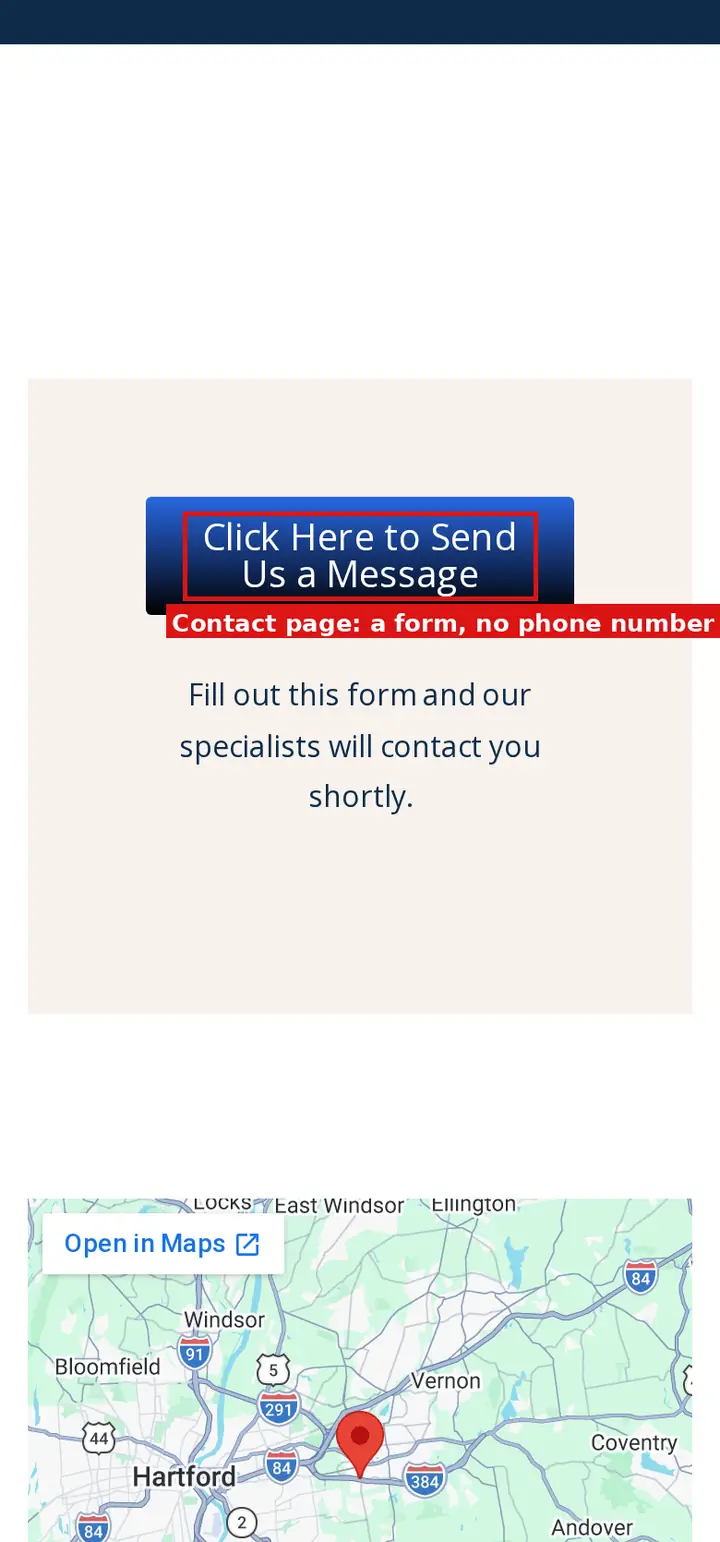 Click Here to Send
Us a Message
Contact page: a form, no phone number
Fill out this form and our
specialists will contact you
shortly.
Locks
East Windsor
Ellington
Open in Maps
84
Windsor
91
Bloomfield
5
Vernon
291
44
Coventry
Hartford
84
384
2
84
Andover